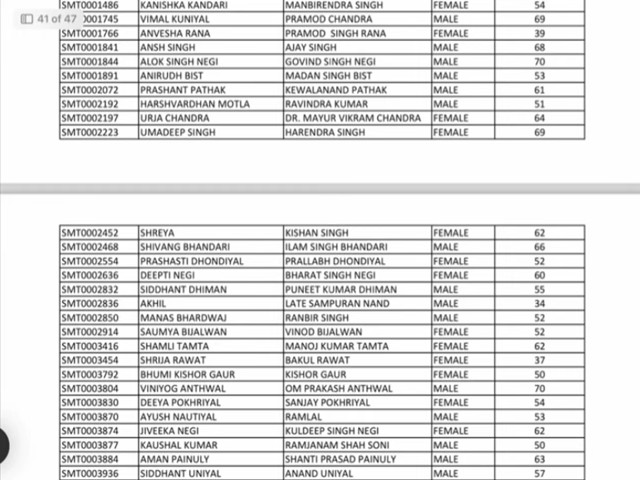 SMT0001486 KANISHKA KANDARI MANBIRENDRA SINGH FEMALE 54
41 of 47
SMT0001745 VIMAL KUNIYAL PRAMOD CHANDRA MALE 69
SMT0001766 ANVESHA RANA PRAMOD SINGH RANA FEMALE 39
SMT0001841 ANSH SINGH AJAY SINGH MALE 68
SMT0001844 ALOK SINGH NEGI GOVIND SINGH NEGI MALE 70
SMT0001891 ANIRUDH BIST MADAN SINGH BIST MALE 53
SMT0002072 PRASHANT PATHAK KEWALANAND PATHAK MALE 61
SMT0002192 HARSHVARDHAN MOTLA RAVINDRA KUMAR MALE 51
SMT0002197 URJA CHANDRA DR. MAYUR VIKRAM CHANDRA FEMALE 64
SMT0002223 UMADEEP SINGH HARENDRA SINGH FEMALE 69
SMT0002452 SHREYA KISHAN SINGH FEMALE 62
SMT0002468 SHIVANG BHANDARI ILAM SINGH BHANDARI MALE 66
SMT0002554 PRASHASTI DHONDIYAL PRALLABH DHONDIYAL FEMALE 52
SMT0002636 DEEPTI NEGI BHARAT SINGH NEGI FEMALE 60
SMT0002832 SIDDHANT DHIMAN PUNEET KUMAR DHIMAN MALE 55
SMT0002836 AKHIL LATE SAMPURAN NAND MALE 34
SMT0002850 MANAS BHARDWAJ RANBIR SINGH MALE 52
SMT0002914 SAUMYA BIJALWAN VINOD BIJALWAN FEMALE 52
SMT0003416 SHAMLI TAMTA MANOJ KUMAR TAMTA FEMALE 62
SMT0003454 SHRIJA RAWAT BAKUL RAWAT FEMALE 37
SMT0003792 BHUMI KISHOR GAUR KISHOR GAUR FEMALE 50
SMT0003804 VINIYOG ANTHWAL OM PRAKASH ANTHWAL MALE 70
SMT0003830 DEEYA POKHRIYAL SANJAY POKHRIYAL FEMALE 54
SMT0003870 AYUSH NAUTIYAL RAMLAL MALE 53
SMT0003874 JIVEEKA NEGI KULDEEP SINGH NEGI FEMALE 62
SMT0003877 KAUSHAL KUMAR RAMJANAM SHAH SONI MALE 50
SMT0003884 AMAN PAINULY SHANTI PRASAD PAINULY MALE 63
SMT0003936 SIDDHANT UNIYAL ANAND UNIYAL MALE 57